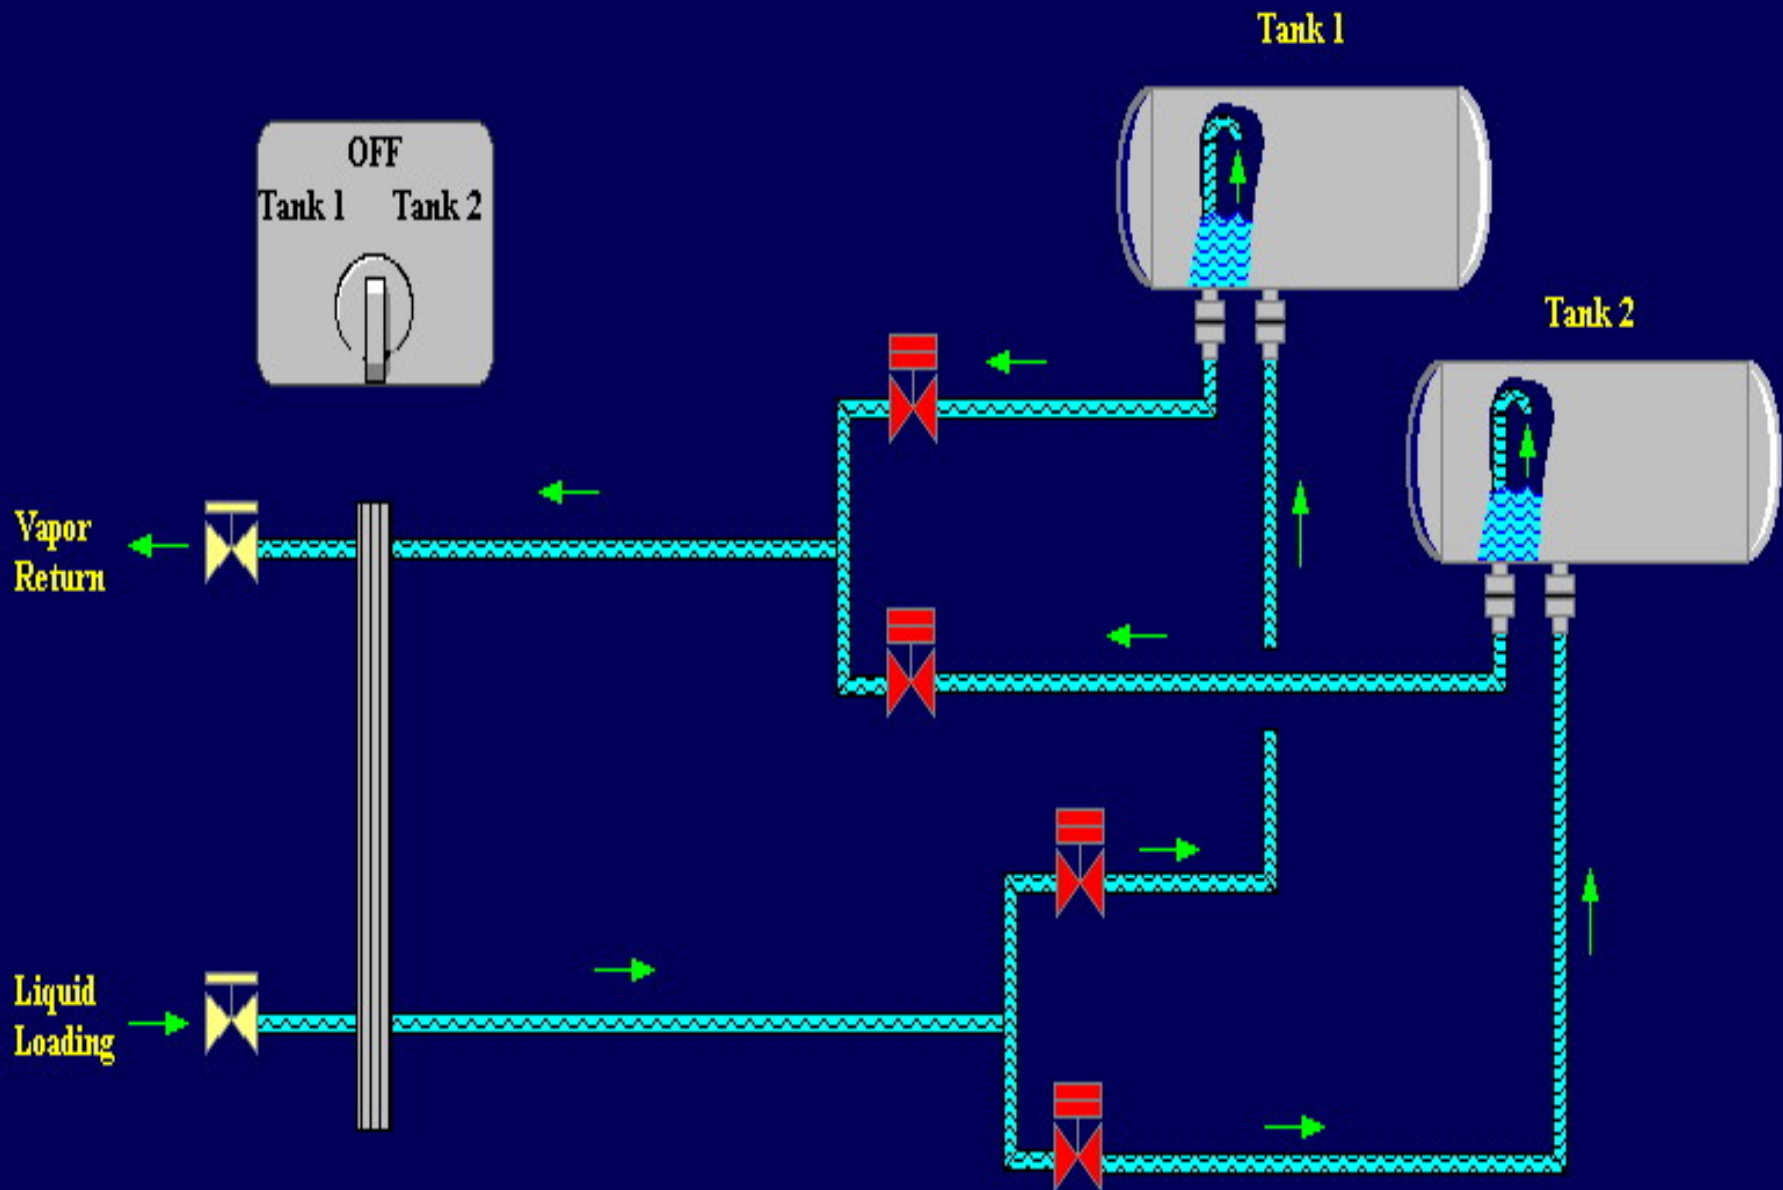 Tank 1
OFF
Tank 1 Tank 2
Tank 2
Vapor
Return
Liquid
Loading